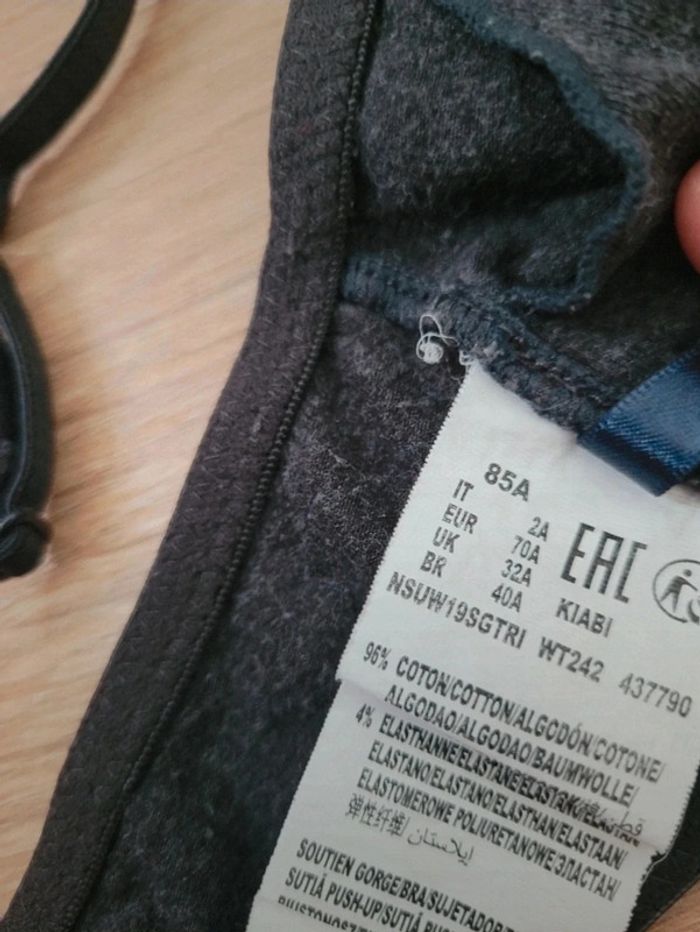 85A
IT 2A
EUR 70A
UK 32A
BR 40A
EAC
KIABI
NSUW19SGTRI WT242 437790
96% COTON/COTTON/ALGODÓN/COTONE/
ALGODAO/ALGODAO/BAUMWOLLE/
4% ELASTHANNE/ELASTANE/ELASTAN/
ELASTANO/ELASTANO/ELASTHAN/ELASTAAN/
ELASTOMEROWE POLIURETANOWE ЭЛАСТАН/
弹性纤维/ إيلاستان/
SOUTIEN GORGE/BRA/SUJETADOR
SUTIÃ PUSH-UP/SUTIÃ